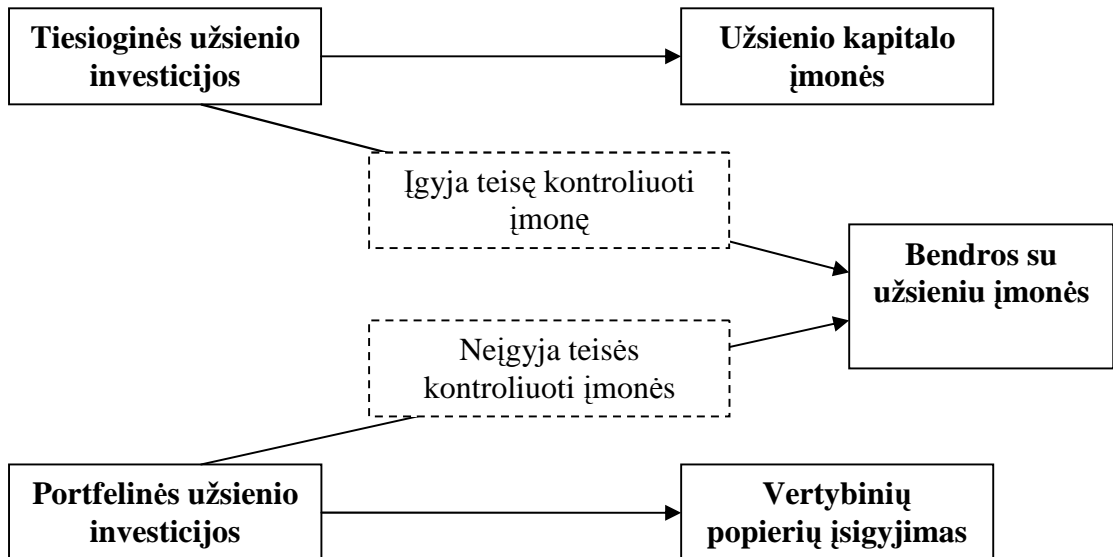 Tiesioginės užsienio
investicijos
Užsienio kapitalo
įmonės
Įgyja teisę kontroliuoti
įmonę
Bendros su
užsieniu įmonės
Neįgyja teisės
kontroliuoti įmonės
Portfelinės užsienio
investicijos
Vertybinių
popierių įsigyjimas